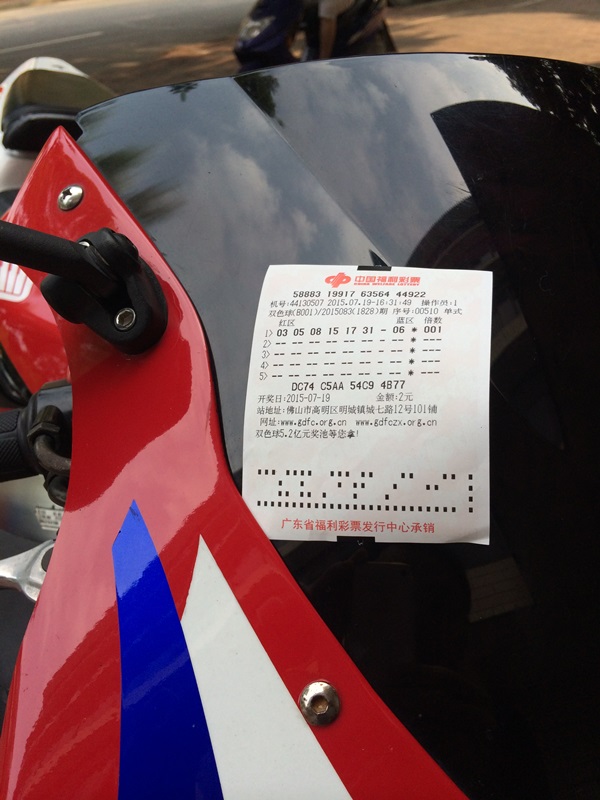 中国福利彩票
CHINA WELFARE LOTTERY
58883 19917 63564 44922
机号:44130507 2015.07.19-16:31:49 操作员:1
双色球(B001)/2015083(1828)期 序号:00510 单式
红区 蓝区 倍数
1> 03 05 08 15 17 31 - 06 * 001
2> -- -- -- -- -- -- - -- * ---
3> -- -- -- -- -- -- - -- * ---
4> -- -- -- -- -- -- - -- * ---
5> -- -- -- -- -- -- - -- * ---
DC74 C5AA 54C9 4B77
开奖日:2015-07-19 金额:2元
站地址:佛山市高明区明城镇城七路12号101铺
网址:www.gdfc.org.cn www.gdfczx.org.cn
双色球5.2亿元奖池等您拿!
广东省福利彩票发行中心承销